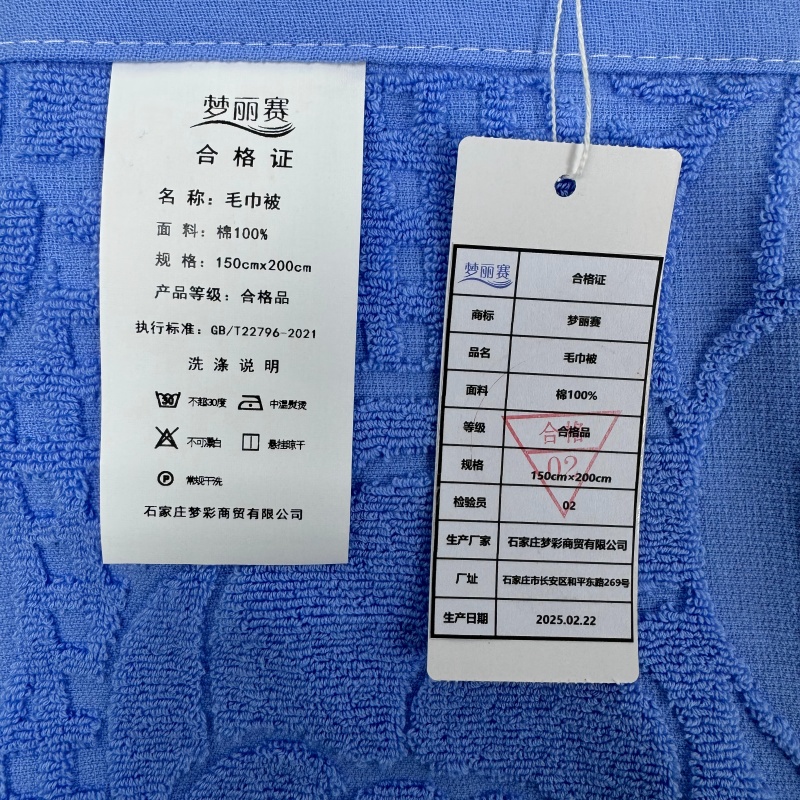 梦丽赛
合格证
名 称：毛巾被
面 料：棉100%
规 格：150cmx200cm
产品等级：合格品
执行标准：GB/T22796-2021
洗涤说明
30 不超30度 中温熨烫
不可漂白 悬挂晾干
P 常规干洗
石家庄梦彩商贸有限公司
梦丽赛 合格证
商标 梦丽赛
品名 毛巾被
面料 棉100%
等级 合格品
合格
规格 150cm×200cm
02
检验员 02
生产厂家 石家庄梦彩商贸有限公司
厂址 石家庄市长安区和平东路269号
生产日期 2025.02.22